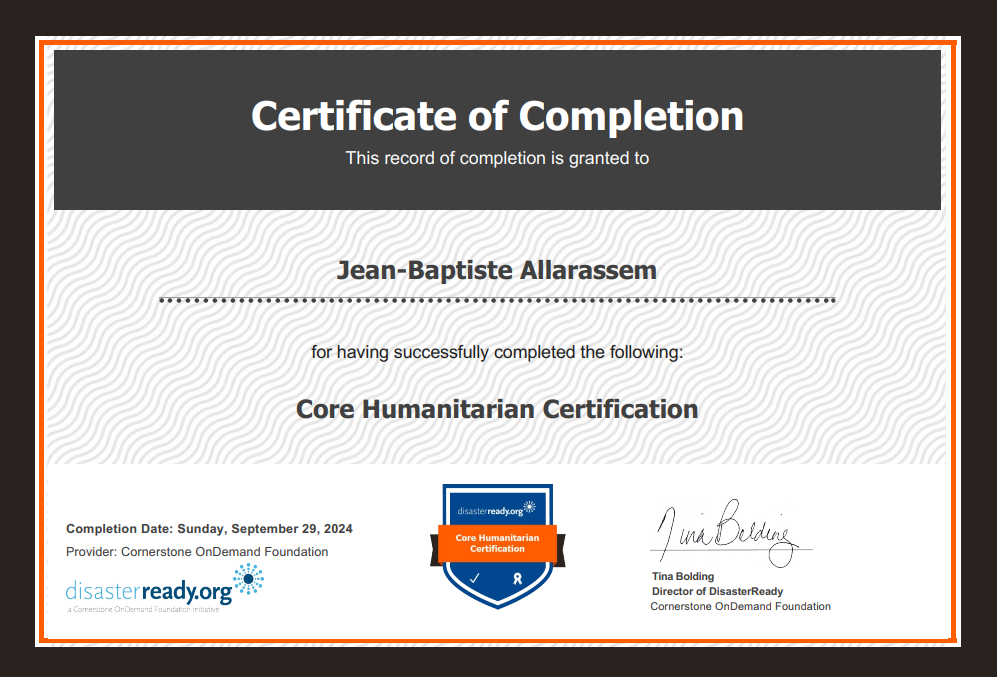 Certificate of Completion
This record of completion is granted to
Jean-Baptiste Allarassem
for having successfully completed the following:
Core Humanitarian Certification
Completion Date: Sunday, September 29, 2024
Provider: Cornerstone OnDemand Foundation
disasterready.org
a Cornerstone OnDemand Foundation initiative
disasterready.org
Core Humanitarian
Certification
Tina Bolding
Tina Bolding
Director of DisasterReady
Cornerstone OnDemand Foundation